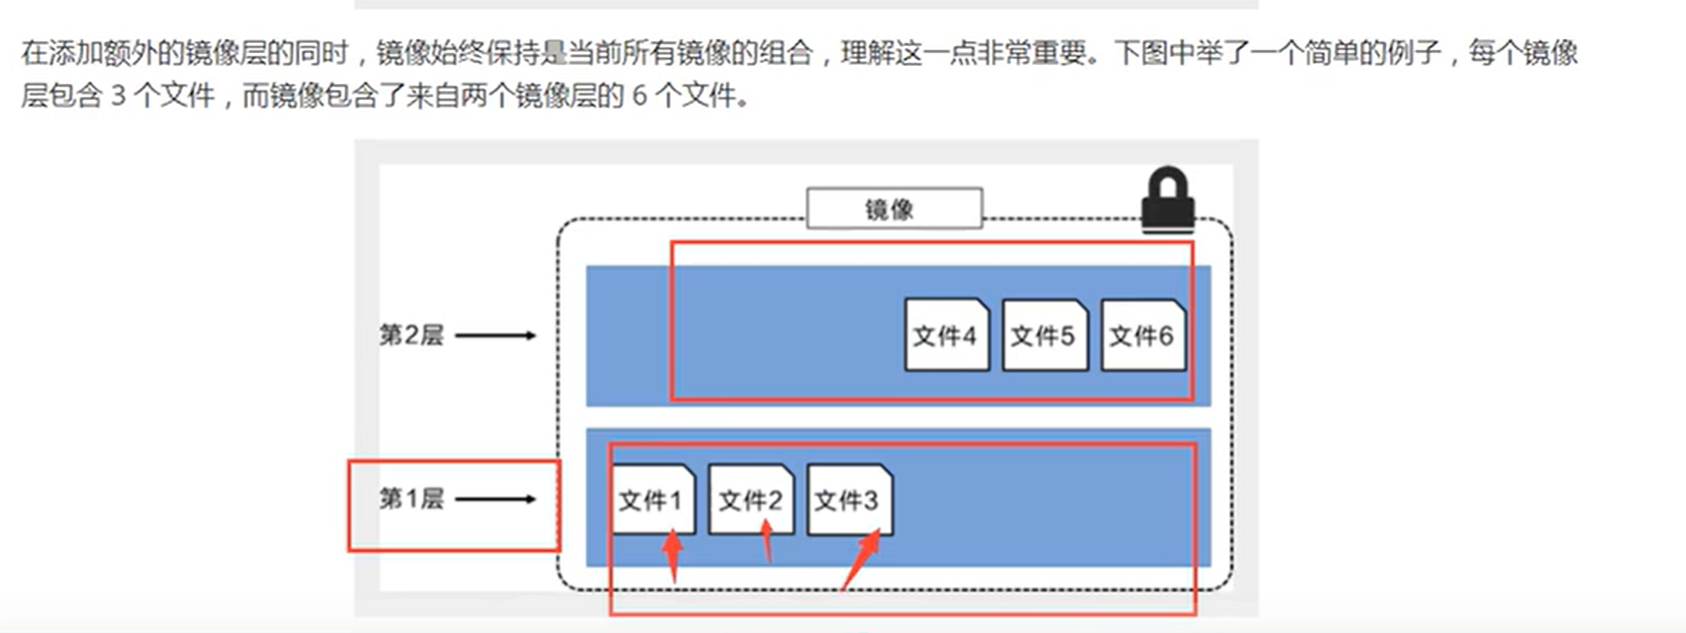 在添加额外的镜像层的同时，镜像始终保持是当前所有镜像的组合，理解这一点非常重要。下图中举了一个简单的例子，每个镜像
层包含 3 个文件，而镜像包含了来自两个镜像层的 6 个文件。
镜像
第2层
文件4
文件5
文件6
第1层
文件1
文件2
文件3